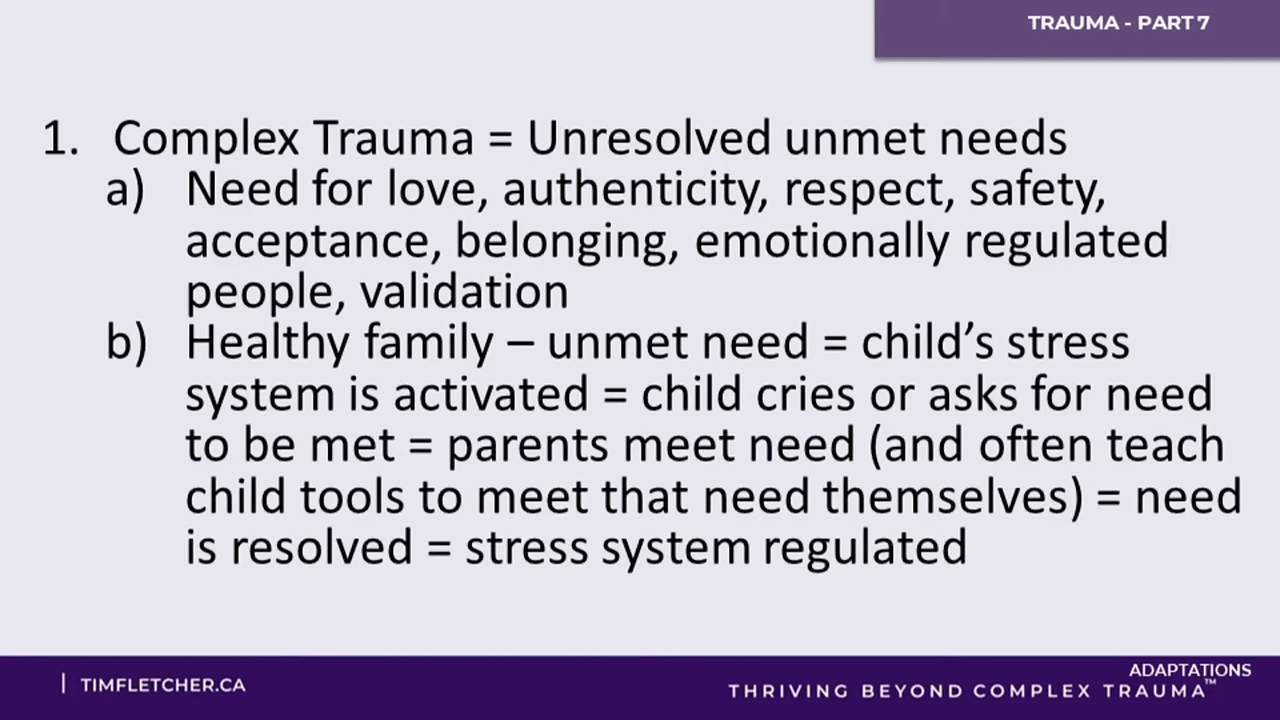 TRAUMA - PART 7
1. Complex Trauma = Unresolved unmet needs
a) Need for love, authenticity, respect, safety,
acceptance, belonging, emotionally regulated
people, validation
b) Healthy family – unmet need = child’s stress
system is activated = child cries or asks for need
to be met = parents meet need (and often teach
child tools to meet that need themselves) = need
is resolved = stress system regulated
| TIMFLETCHER.CA
ADAPTATIONS
THRIVING BEYOND COMPLEX TRAUMA™